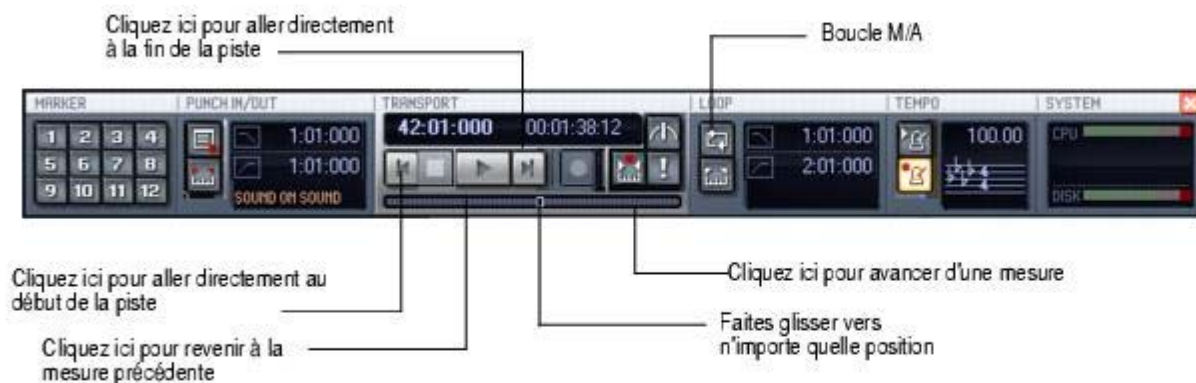 Cliquez ici pour aller directement
à la fin de la piste
Boucle M/A
MARKER
PUNCH IN/OUT
TRANSPORT
LOOP
TEMPO
SYSTEM
1 2 3 4
5 6 7 8
9 10 11 12
1:01:000
1:01:000
SOUND ON SOUND
42:01:000 00:01:38:12
1:01:000
2:01:000
100.00
4
4
CPU
DISK
Cliquez ici pour aller directement au
début de la piste
Cliquez ici pour revenir à la
mesure précédente
Cliquez ici pour avancer d'une mesure
Faites glisser vers
n'importe quelle position